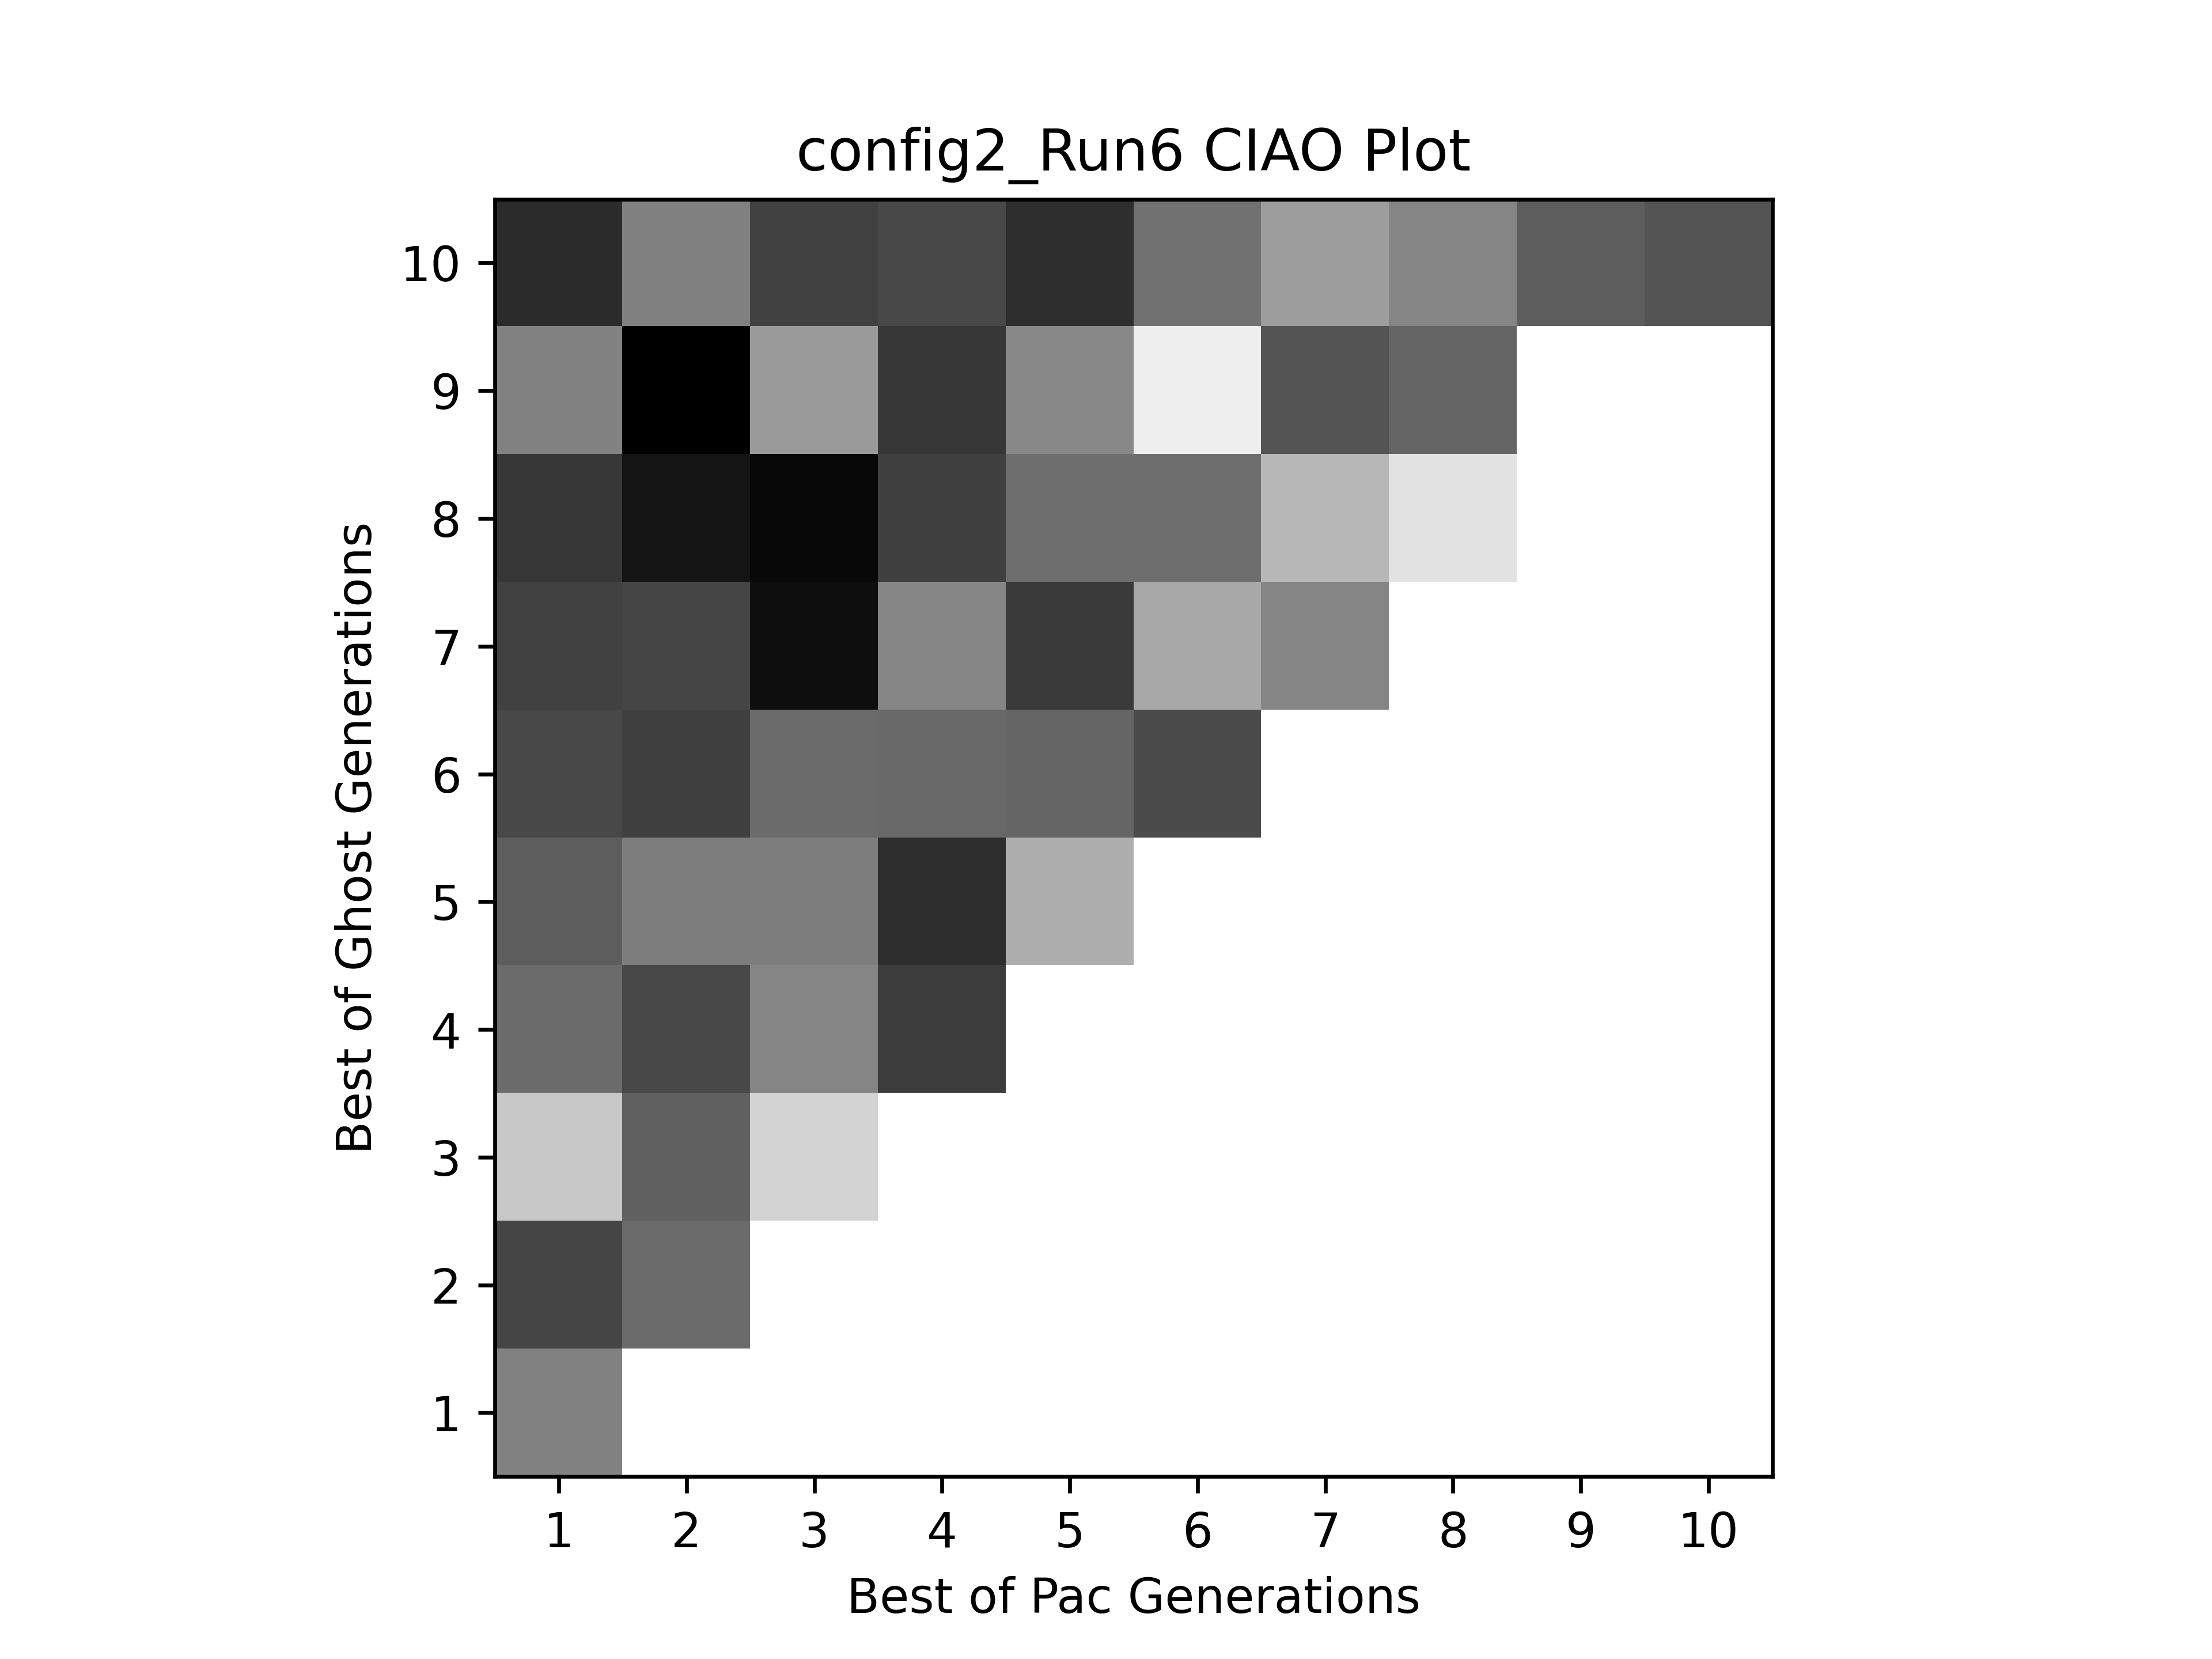 config2_Run6 CIAO Plot
Best of Ghost Generations
10
9
8
7
6
5
4
3
2
1
1 2 3 4 5 6 7 8 9 10
Best of Pac Generations